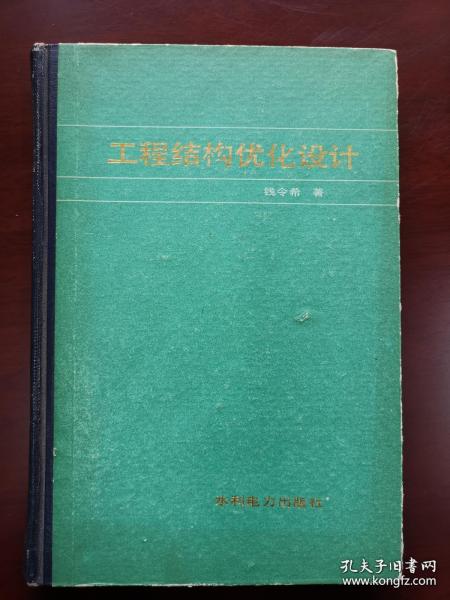 工程结构优化设计
钱令希 著
水利电力出版社
孔夫子旧书网
www.kongfz.com